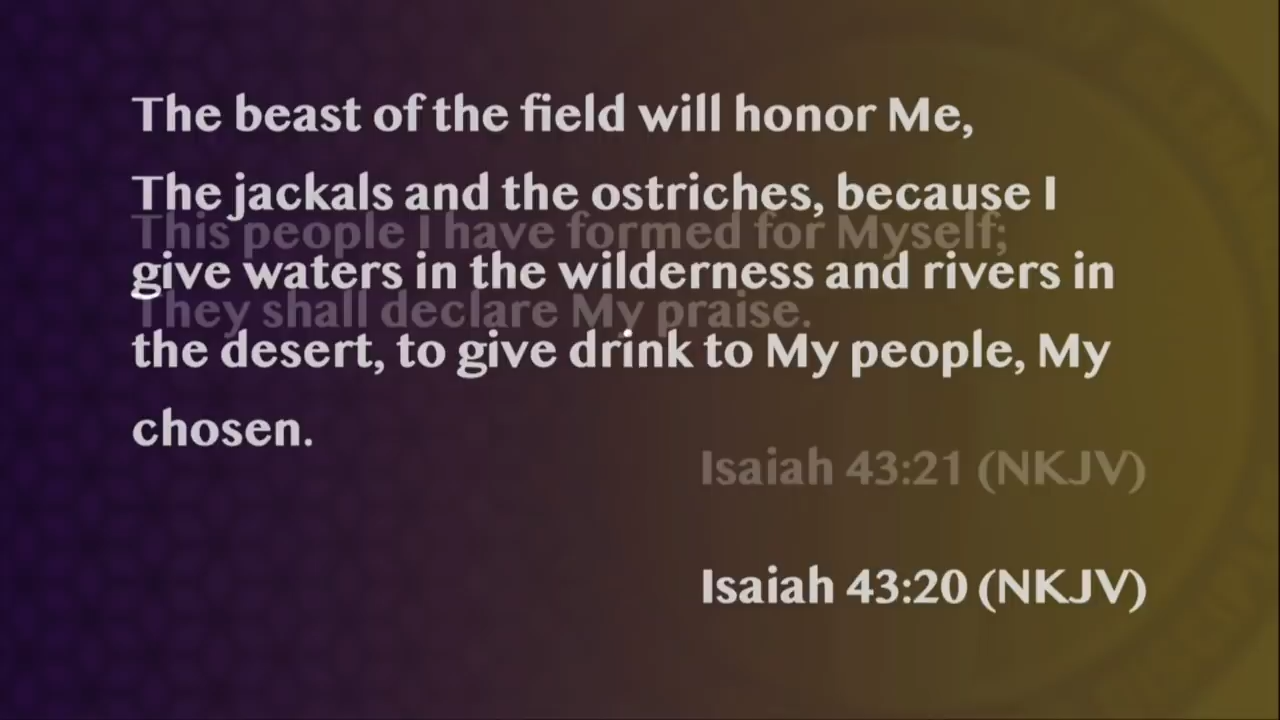 The beast of the field will honor Me,
The jackals and the ostriches, because I
This people I have formed for Myself;
give waters in the wilderness and rivers in
They shall declare My praise.
the desert, to give drink to My people, My
chosen.
Isaiah 43:21 (NKJV)
Isaiah 43:20 (NKJV)